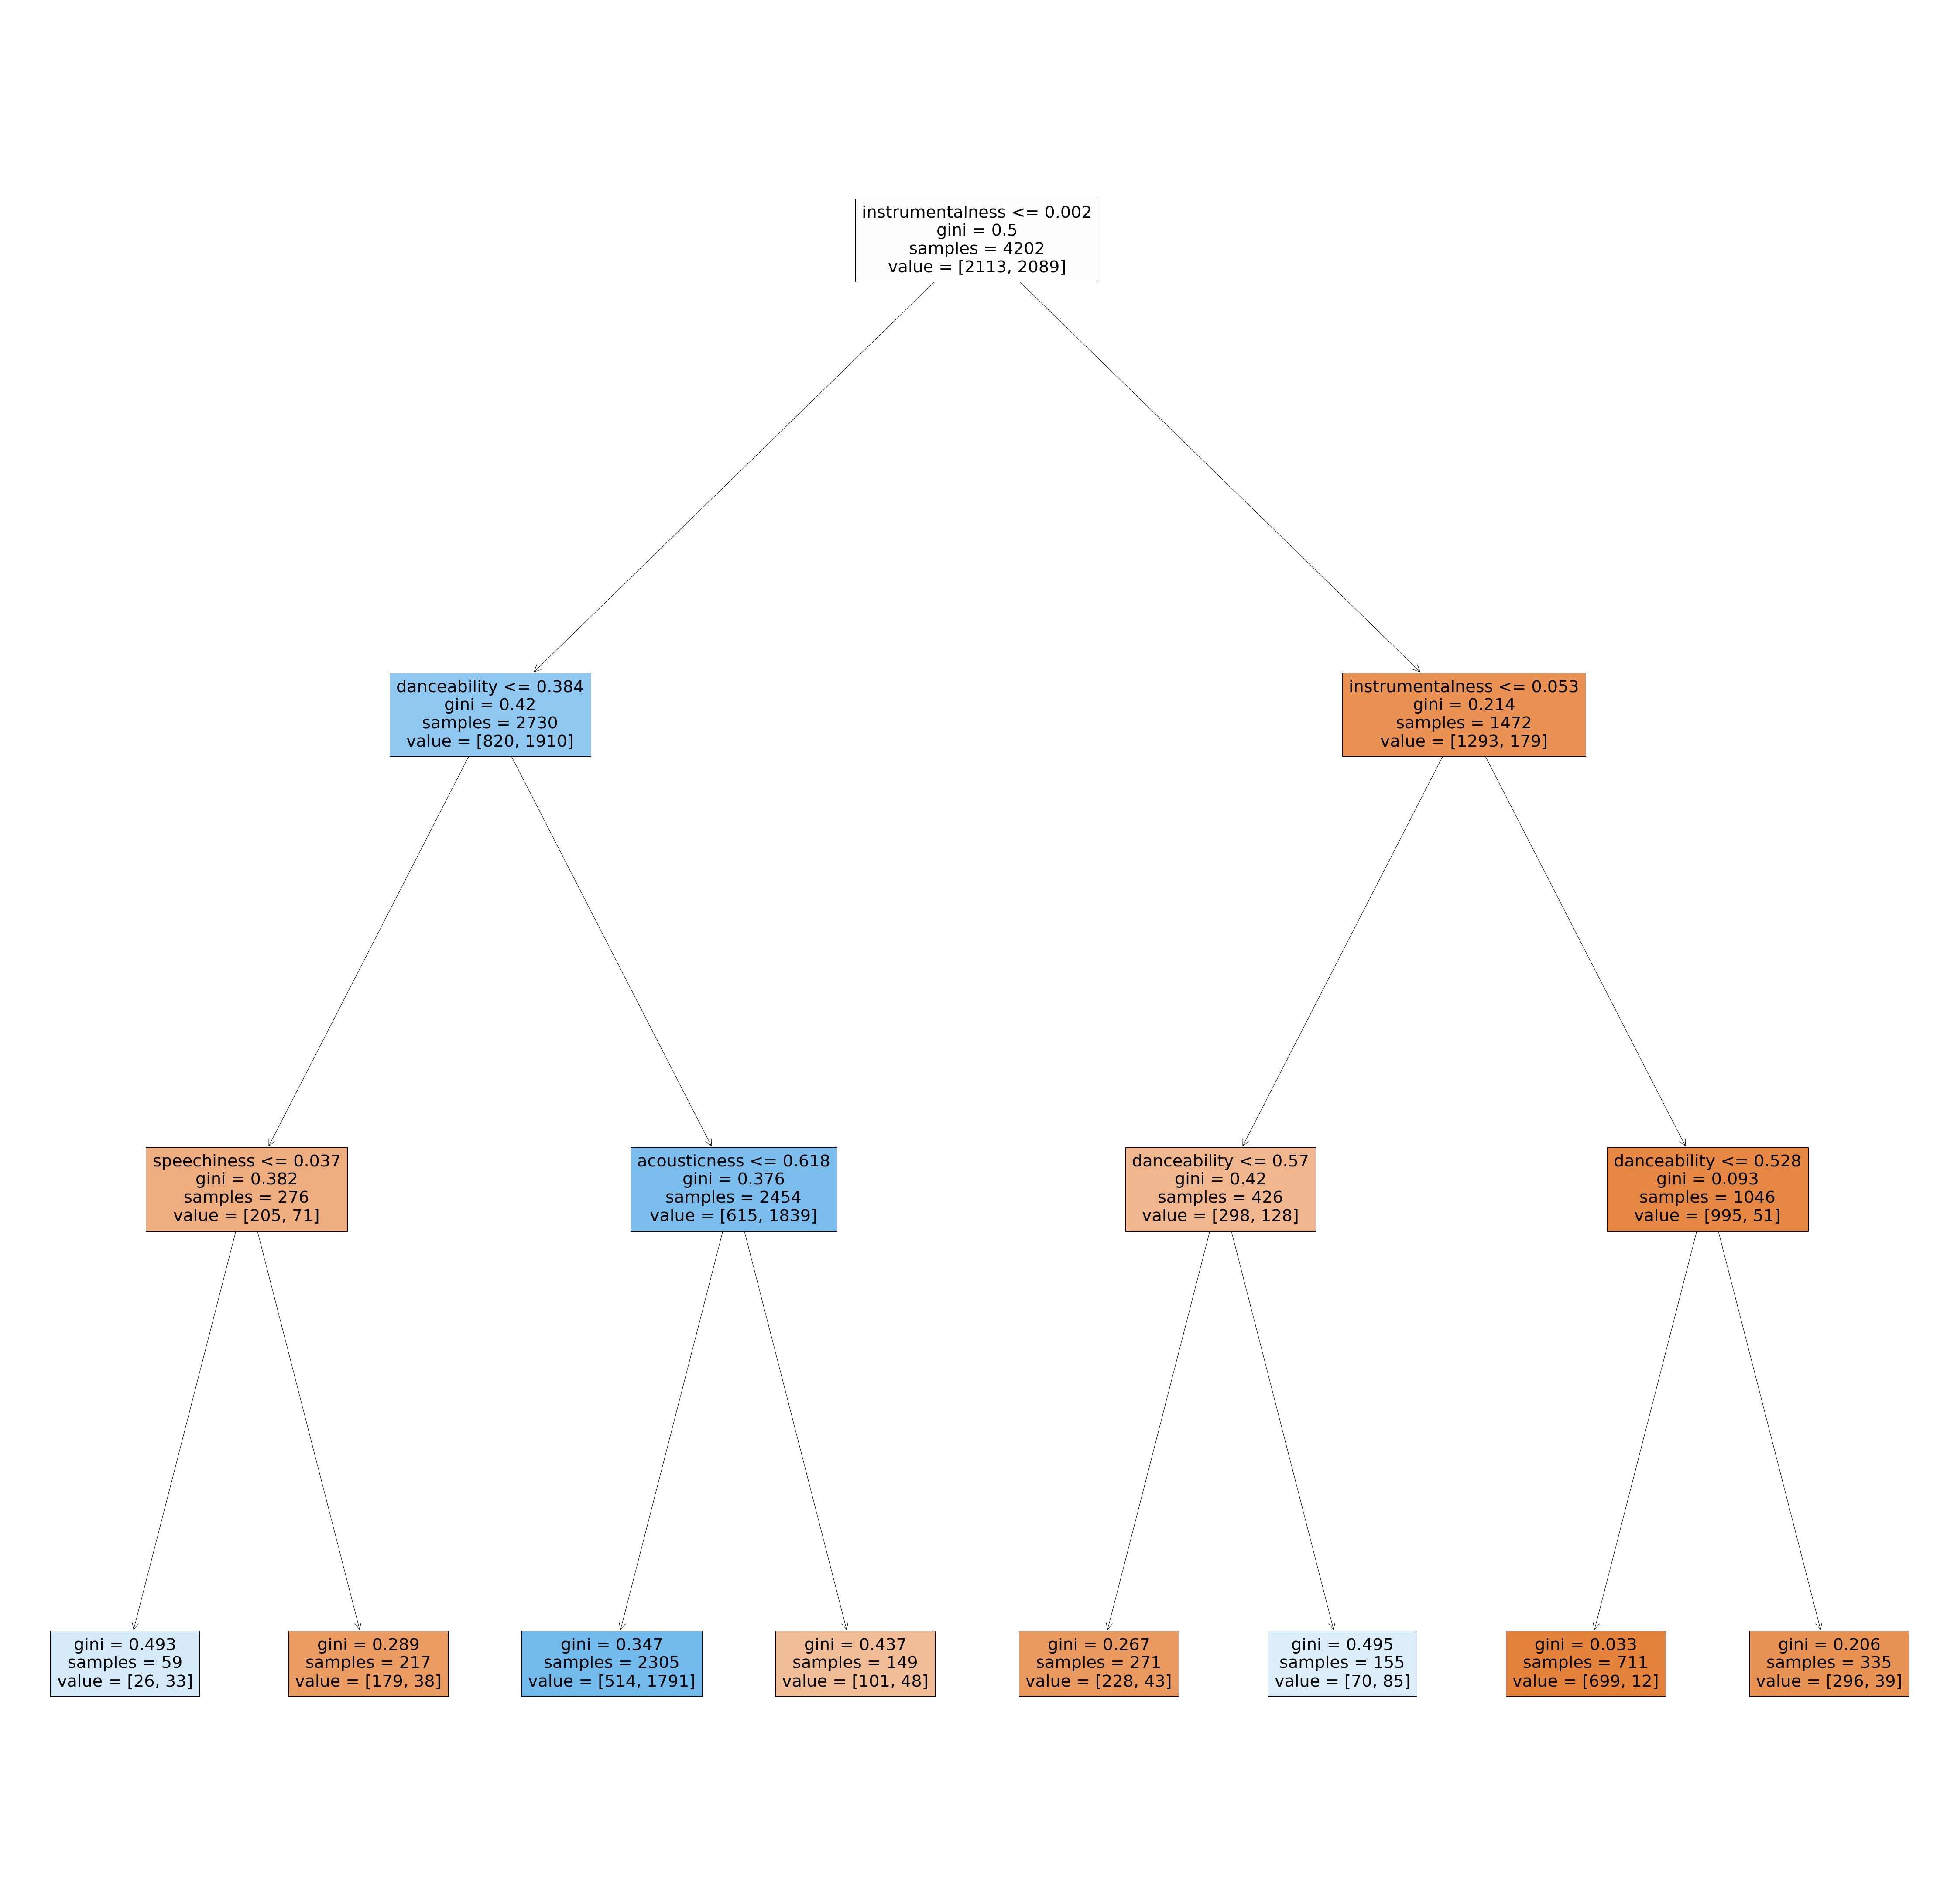 instrumentalness <= 0.002
gini = 0.5
samples = 4202
value = [2113, 2089]
danceability <= 0.384
gini = 0.42
samples = 2730
value = [820, 1910]
instrumentalness <= 0.053
gini = 0.214
samples = 1472
value = [1293, 179]
speechiness <= 0.037
gini = 0.382
samples = 276
value = [205, 71]
acousticness <= 0.618
gini = 0.376
samples = 2454
value = [615, 1839]
danceability <= 0.57
gini = 0.42
samples = 426
value = [298, 128]
danceability <= 0.528
gini = 0.093
samples = 1046
value = [995, 51]
gini = 0.493
samples = 59
value = [26, 33]
gini = 0.289
samples = 217
value = [179, 38]
gini = 0.347
samples = 2305
value = [514, 1791]
gini = 0.437
samples = 149
value = [101, 48]
gini = 0.267
samples = 271
value = [228, 43]
gini = 0.495
samples = 155
value = [70, 85]
gini = 0.033
samples = 711
value = [699, 12]
gini = 0.206
samples = 335
value = [296, 39]